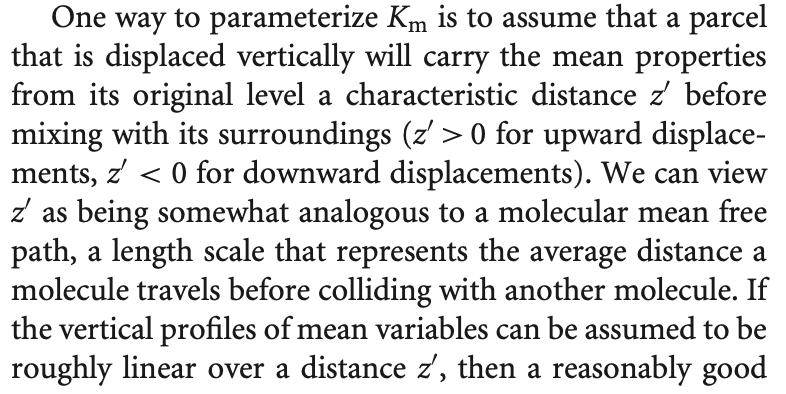 One way to parameterize Km is to assume that a parcel
that is displaced vertically will carry the mean properties
from its original level a characteristic distance z′ before
mixing with its surroundings (z′ > 0 for upward displace-
ments, z′ < 0 for downward displacements). We can view
z′ as being somewhat analogous to a molecular mean free
path, a length scale that represents the average distance a
molecule travels before colliding with another molecule. If
the vertical profiles of mean variables can be assumed to be
roughly linear over a distance z′, then a reasonably good